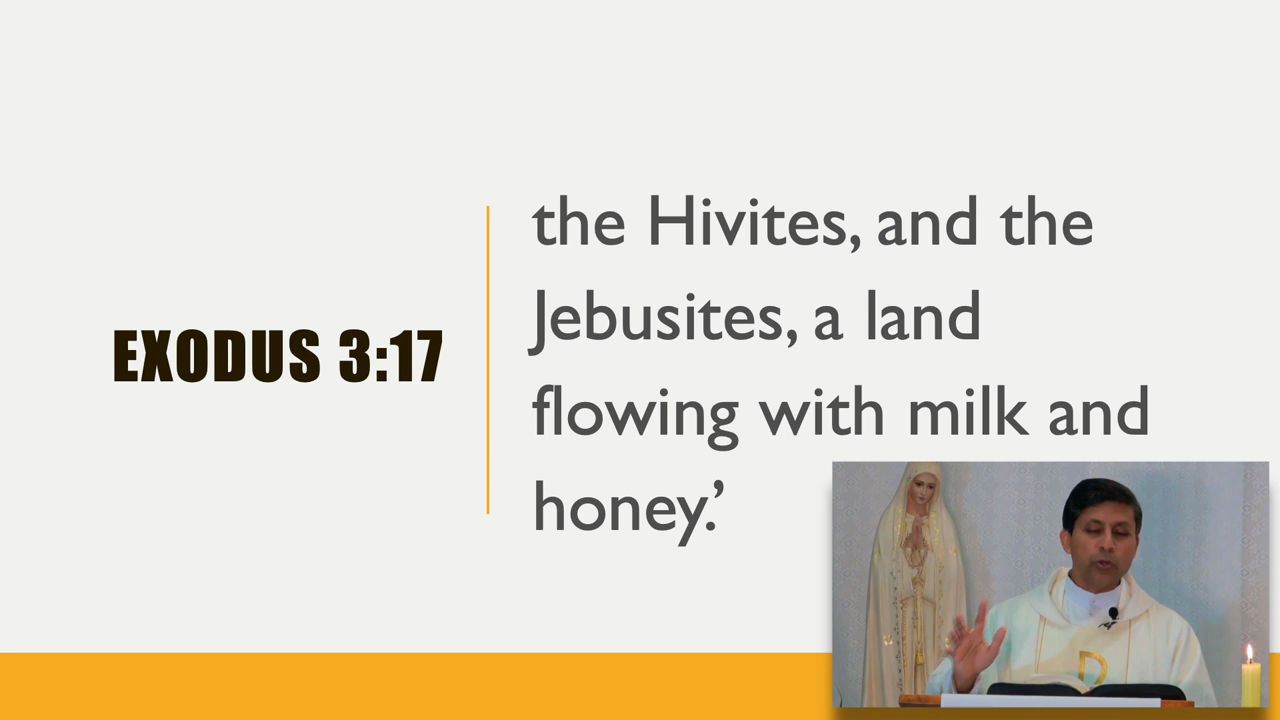 EXODUS 3:17
the Hivites, and the
Jebusites, a land
flowing with milk and
honey.’